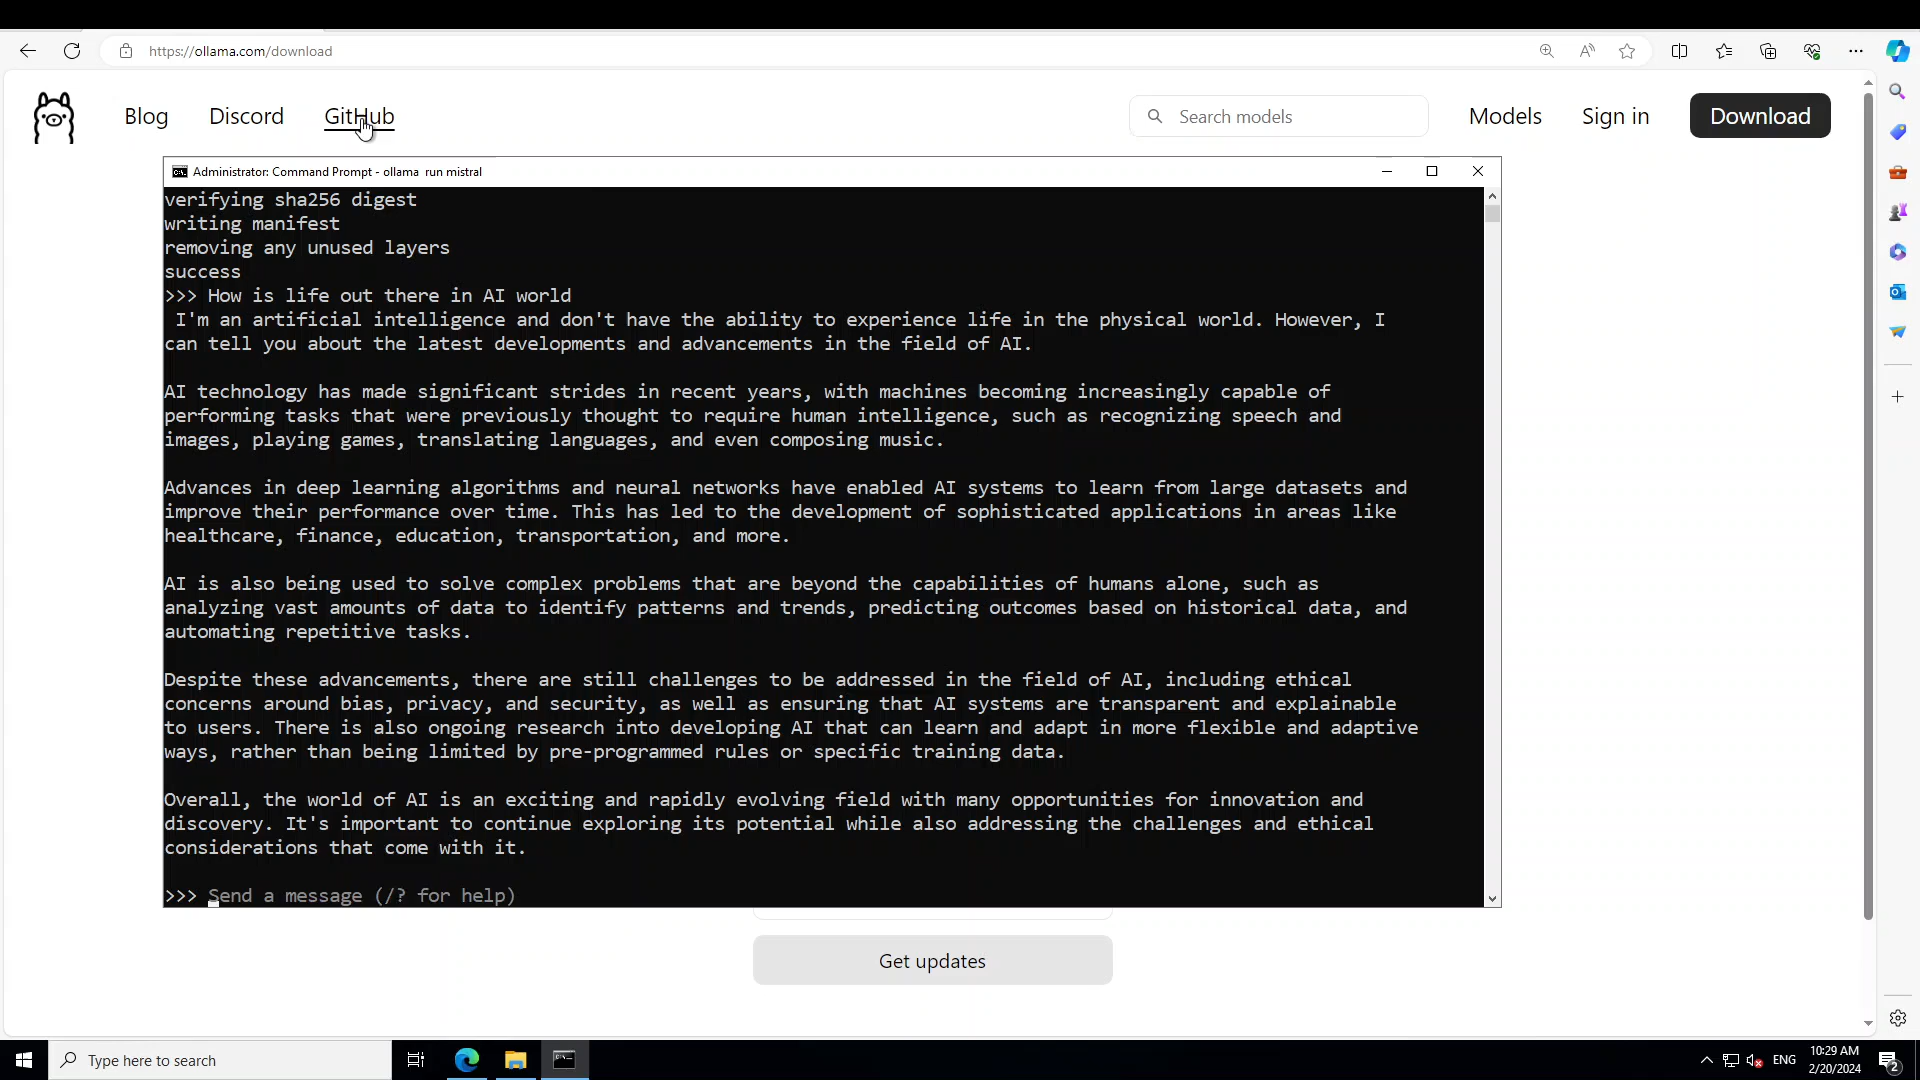 https://ollama.com/download
Blog Discord GitHub Search models Models Sign in Download
Administrator: Command Prompt - ollama run mistral
verifying sha256 digest
writing manifest
removing any unused layers
success
>>> How is life out there in AI world
I'm an artificial intelligence and don't have the ability to experience life in the physical world. However, I
can tell you about the latest developments and advancements in the field of AI.
AI technology has made significant strides in recent years, with machines becoming increasingly capable of
performing tasks that were previously thought to require human intelligence, such as recognizing speech and
images, playing games, translating languages, and even composing music.
Advances in deep learning algorithms and neural networks have enabled AI systems to learn from large datasets and
improve their performance over time. This has led to the development of sophisticated applications in areas like
healthcare, finance, education, transportation, and more.
AI is also being used to solve complex problems that are beyond the capabilities of humans alone, such as
analyzing vast amounts of data to identify patterns and trends, predicting outcomes based on historical data, and
automating repetitive tasks.
Despite these advancements, there are still challenges to be addressed in the field of AI, including ethical
concerns around bias, privacy, and security, as well as ensuring that AI systems are transparent and explainable
to users. There is also ongoing research into developing AI that can learn and adapt in more flexible and adaptive
ways, rather than being limited by pre-programmed rules or specific training data.
Overall, the world of AI is an exciting and rapidly evolving field with many opportunities for innovation and
discovery. It's important to continue exploring its potential while also addressing the challenges and ethical
considerations that come with it.
>>> Send a message (/? for help)
Get updates
Type here to search
ENG
10:29 AM
2/20/2024
2